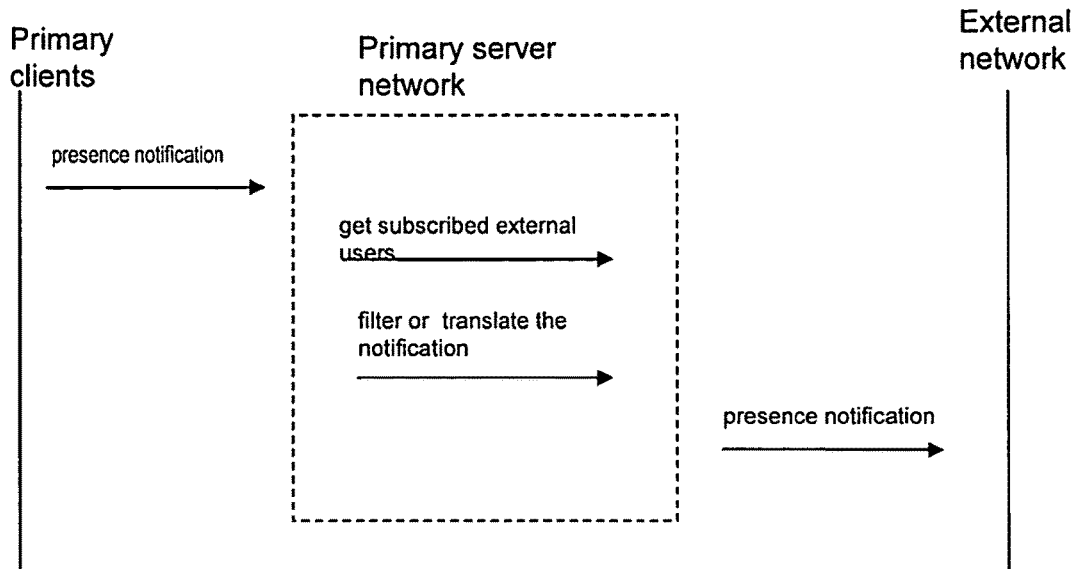 Primary
clients
Primary server
network
External
network
presence notification
get subscribed external
users
filter or translate the
notification
presence notification